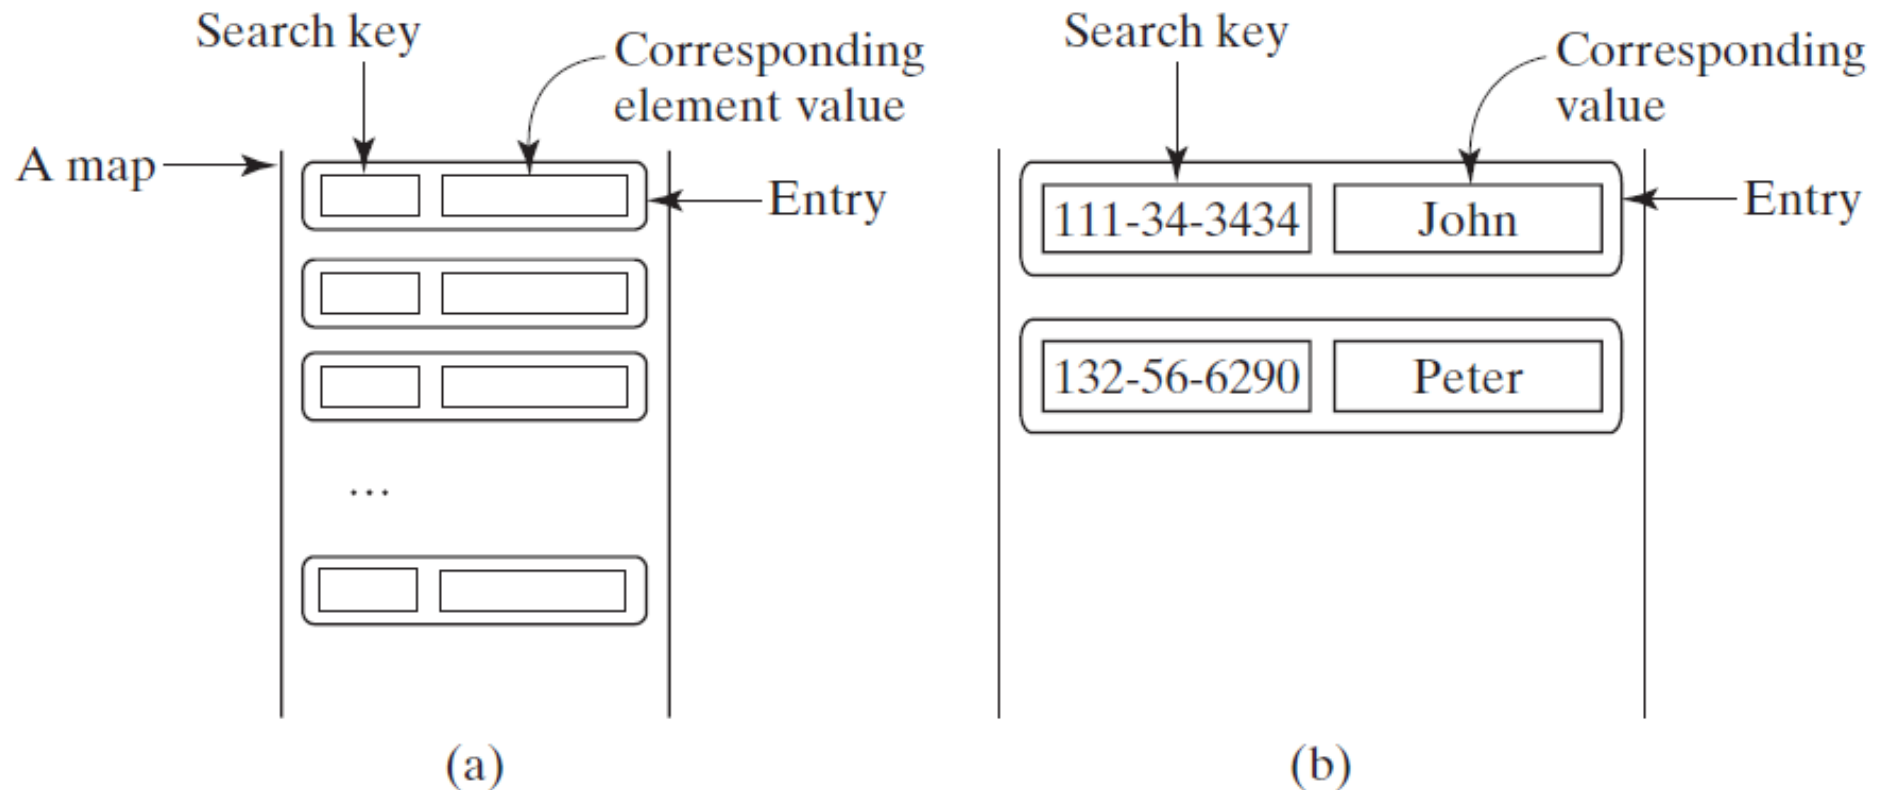 Search key
Corresponding
element value
A map
Entry
...
(a)
Search key
Corresponding
value
111-34-3434 John
Entry
132-56-6290 Peter
(b)